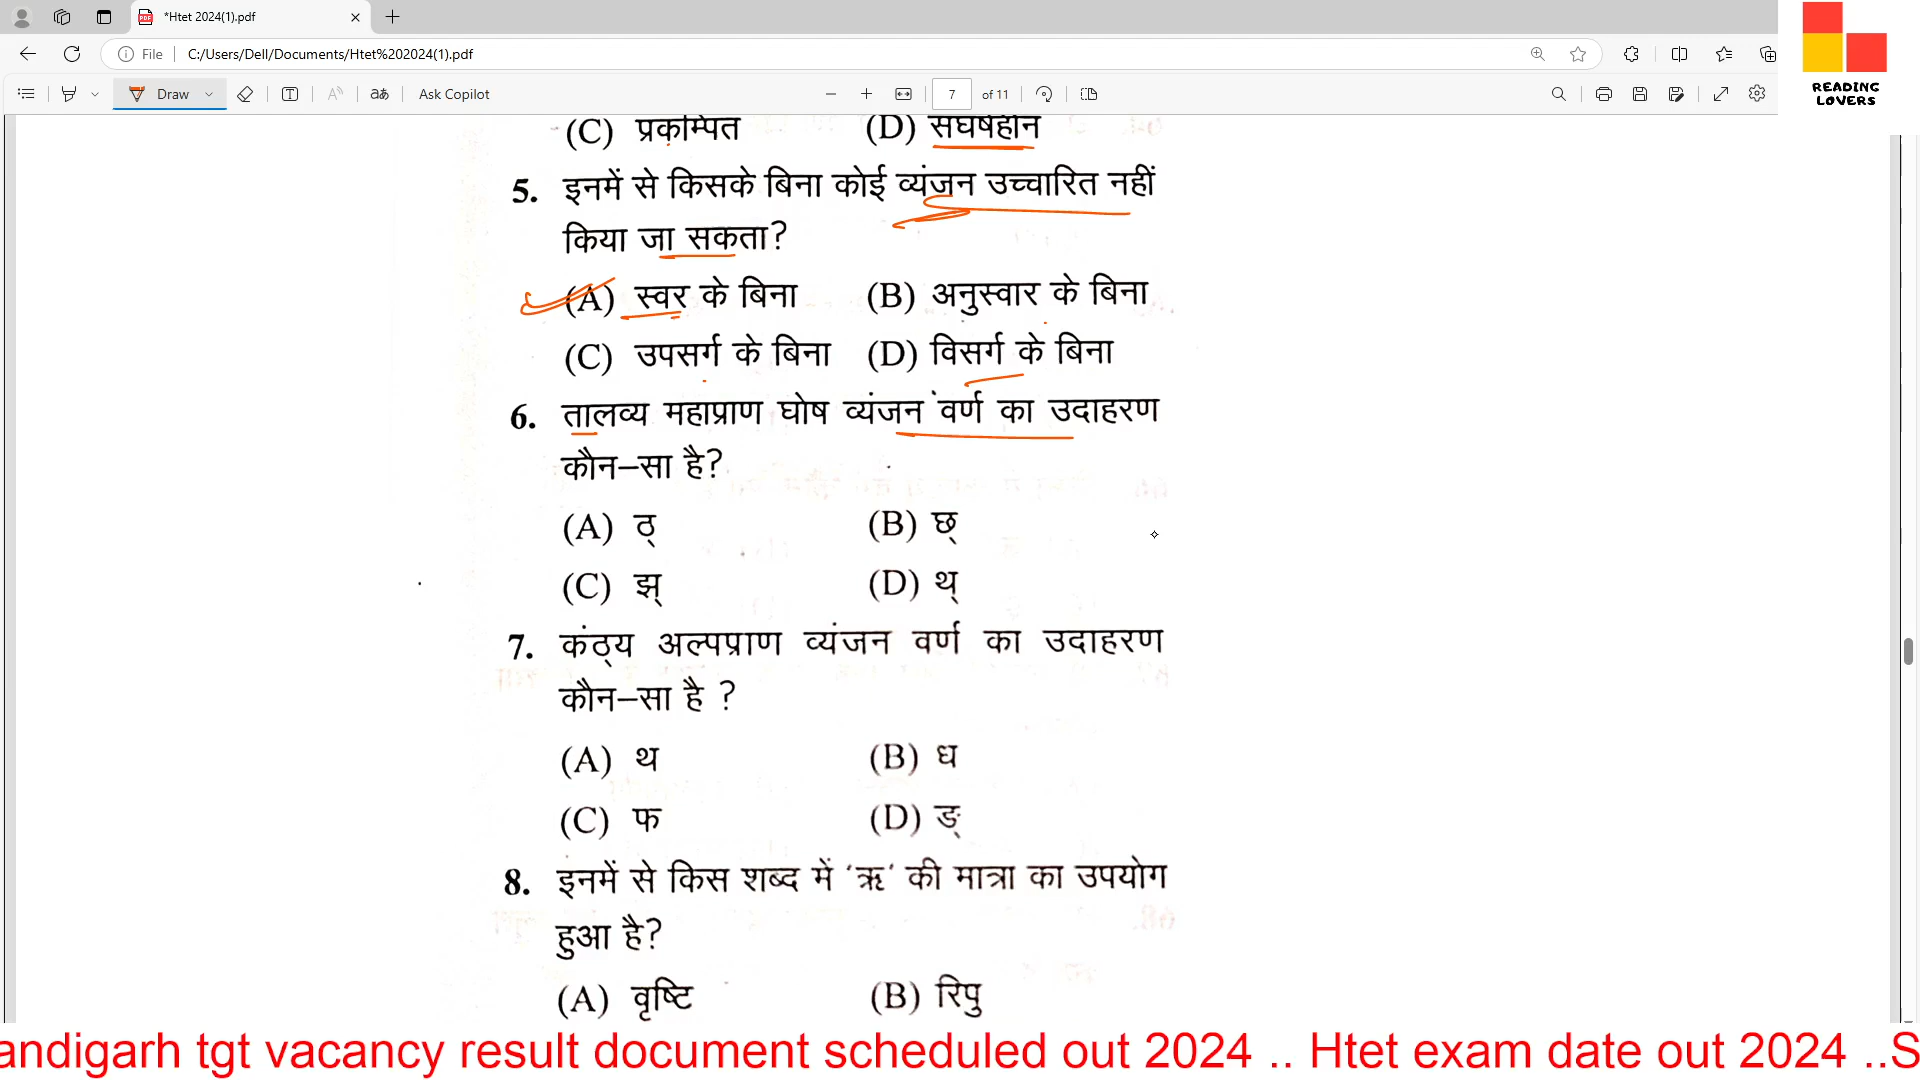 *Htet 2024(1).pdf
File C:/Users/Dell/Documents/Htet%202024(1).pdf
Draw aあ Ask Copilot 7 of 11
READING
LOVERS
(C) प्रकम्पित (D) संघर्षहीन
5. इनमें से किसके बिना कोई व्यंजन उच्चारित नहीं
किया जा सकता?
(A) स्वर के बिना (B) अनुस्वार के बिना
(C) उपसर्ग के बिना (D) विसर्ग के बिना
6. तालव्य महाप्राण घोष व्यंजन वर्ण का उदाहरण
कौन–सा है?
(A) ठ् (B) छ्
(C) झ् (D) थ्
7. कंठ्य अल्पप्राण व्यंजन वर्ण का उदाहरण
कौन–सा है ?
(A) थ (B) ध
(C) फ (D) ङ्
8. इनमें से किस शब्द में 'ऋ' की मात्रा का उपयोग
हुआ है?
(A) वृष्टि (B) रिपु
andigarh tgt vacancy result document scheduled out 2024 .. Htet exam date out 2024 ..S